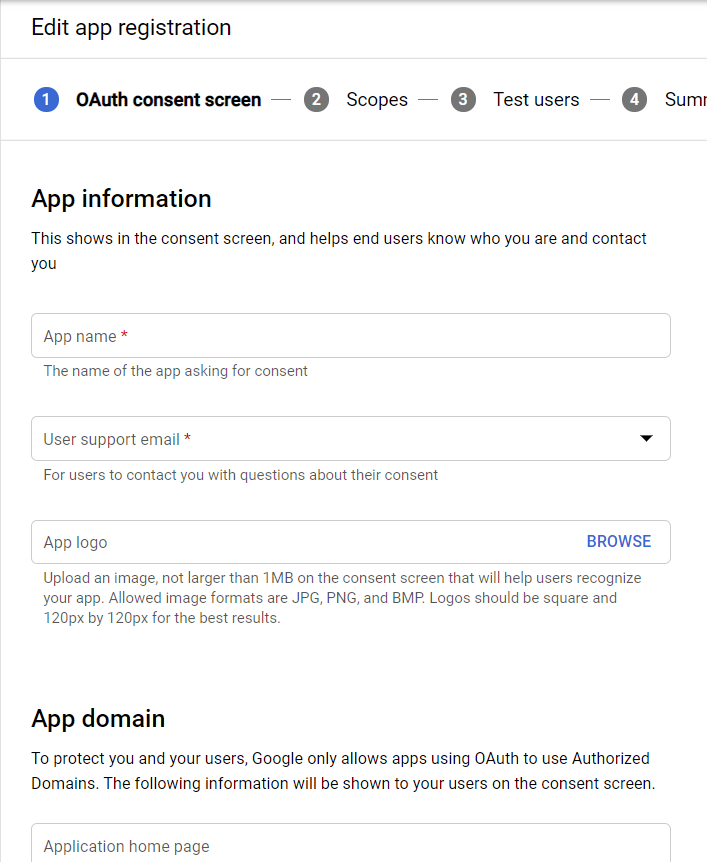 Edit app registration
1 OAuth consent screen — 2 Scopes — 3 Test users — 4 Summ
App information
This shows in the consent screen, and helps end users know who you are and contact
you
App name *
The name of the app asking for consent
User support email *
For users to contact you with questions about their consent
App logo BROWSE
Upload an image, not larger than 1MB on the consent screen that will help users recognize
your app. Allowed image formats are JPG, PNG, and BMP. Logos should be square and
120px by 120px for the best results.
App domain
To protect you and your users, Google only allows apps using OAuth to use Authorized
Domains. The following information will be shown to your users on the consent screen.
Application home page